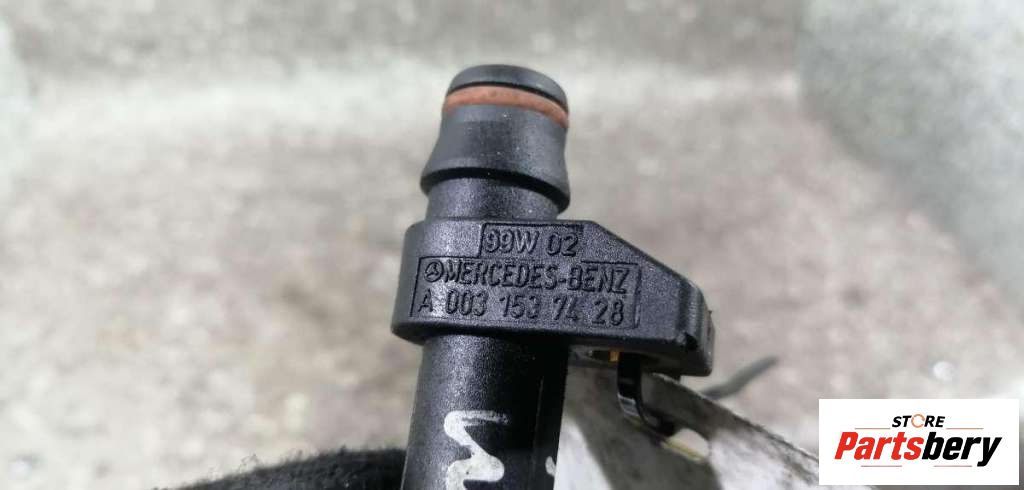 99W 02
MERCEDES-BENZ
A 003 153 74 28
STORE
Partsbery